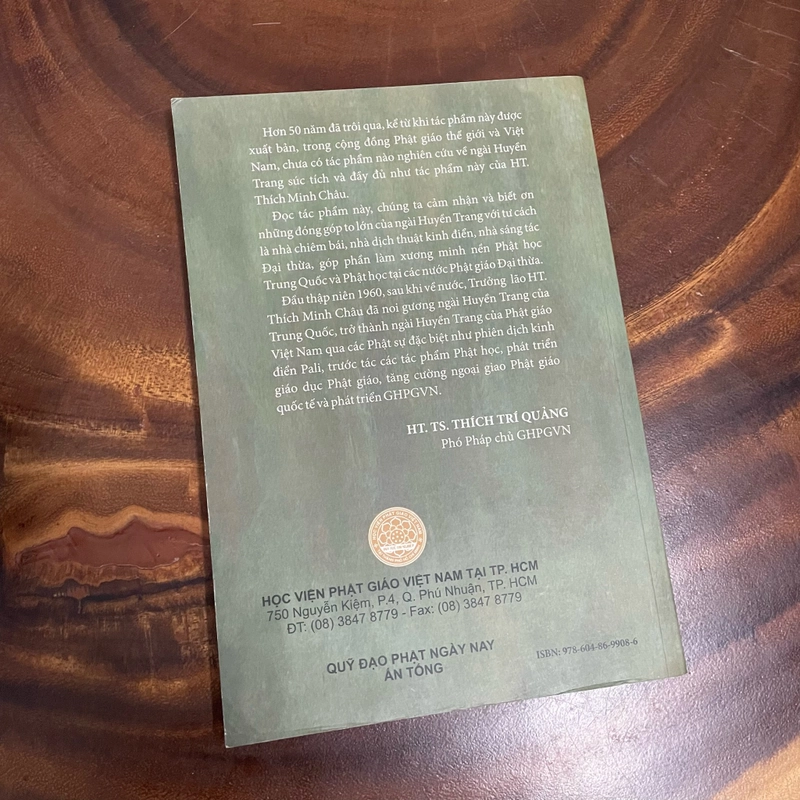 Hơn 50 năm đã trôi qua, kể từ khi tác phẩm này được
xuất bản, trong cộng đồng Phật giáo thế giới và Việt
Nam, chưa có tác phẩm nào nghiên cứu về ngài Huyền
Trang súc tích và đầy đủ như tác phẩm này của HT.
Thích Minh Châu.
Đọc tác phẩm này, chúng ta cảm nhận và biết ơn
những đóng góp to lớn của ngài Huyền Trang với tư cách
là nhà chiêm bái, nhà dịch thuật kinh điển, nhà sáng tác
Đại thừa, góp phần làm xương minh nền Phật học
Trung Quốc và Phật học tại các nước Phật giáo Đại thừa.
Đầu thập niên 1960, sau khi về nước, Trưởng lão HT.
Thích Minh Châu đã noi gương ngài Huyền Trang của
Trung Quốc, trở thành ngài Huyền Trang của Phật giáo
Việt Nam qua các Phật sự đặc biệt như phiên dịch kinh
điển Pali, trước tác các tác phẩm Phật học, phát triển
giáo dục Phật giáo, tăng cường ngoại giao Phật giáo
quốc tế và phát triển GHPGVN.
HT. TS. THÍCH TRÍ QUẢNG
Phó Pháp chủ GHPGVN
HỌC VIỆN PHẬT GIÁO VIỆT NAM TẠI TP. HCM
750 Nguyễn Kiệm, P.4, Q. Phú Nhuận, TP. HCM
ĐT: (08) 3847 8779 - Fax: (08) 3847 8779
QUỸ ĐẠO PHẬT NGÀY NAY
ẤN TỐNG
ISBN: 978-604-86-9908-6